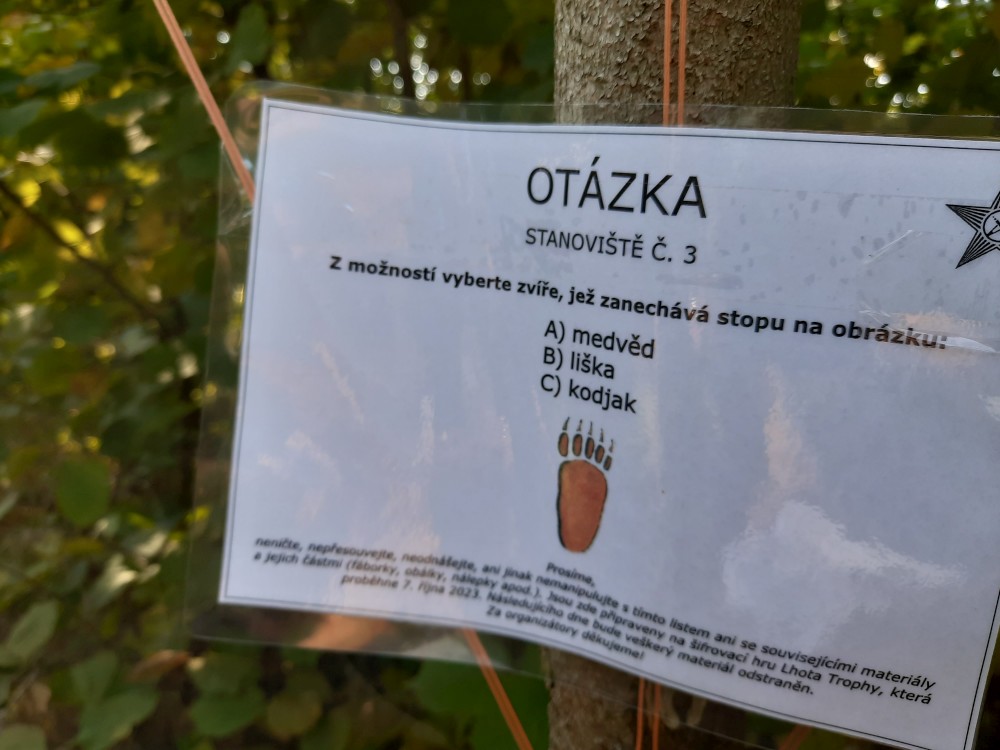 OTÁZKA
STANOVIŠTĚ Č. 3
Z možností vyberte zvíře, jež zanechává stopu na obrázku:
A) medvěd
B) liška
C) kodjak
Prosíme,
neničte, nepřesouvejte, neodnášejte, ani jinak nemanipulujte s tímto listem ani se souvisejícími materiály
a jejich částmi (fáborky, obálky, nálepky apod.). Jsou zde připraveny na šifrovací hru Lhota Trophy, která
proběhne 7. října 2023. Následujícího dne bude veškerý materiál odstraněn.
Za organizátory děkujeme!